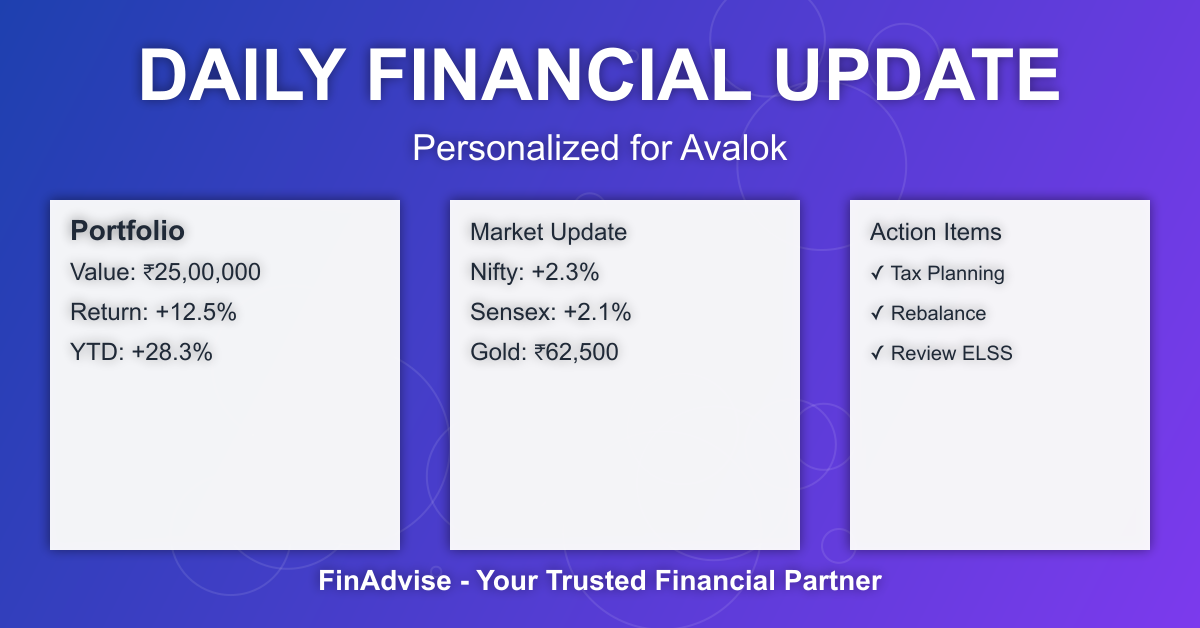 DAILY FINANCIAL UPDATE
Personalized for Avalok
Portfolio
Value: ₹25,00,000
Return: +12.5%
YTD: +28.3%
Market Update
Nifty: +2.3%
Sensex: +2.1%
Gold: ₹62,500
Action Items
✓ Tax Planning
✓ Rebalance
✓ Review ELSS
FinAdvise - Your Trusted Financial Partner